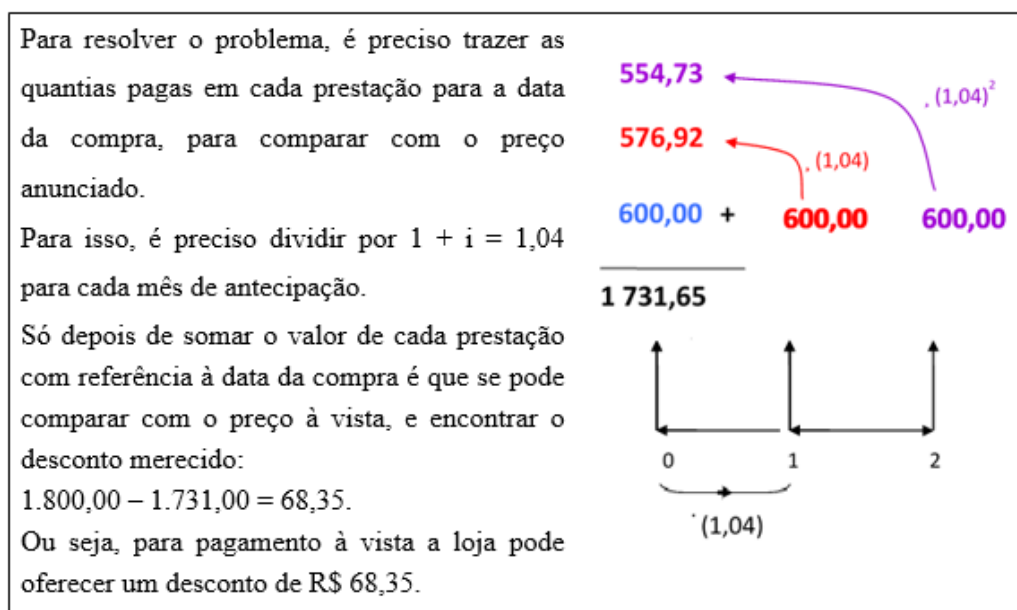 Para resolver o problema, é preciso trazer as
quantias pagas em cada prestação para a data
da compra, para comparar com o preço
anunciado.
Para isso, é preciso dividir por 1 + i = 1,04
para cada mês de antecipação.
Só depois de somar o valor de cada prestação
com referência à data da compra é que se pode
comparar com o preço à vista, e encontrar o
desconto merecido:
1.800,00 – 1.731,00 = 68,35.
Ou seja, para pagamento à vista a loja pode
oferecer um desconto de R$ 68,35.
554,73
. (1,04)²
576,92
. (1,04)
600,00 + 600,00 600,00
1 731,65
0 1 2
. (1,04)